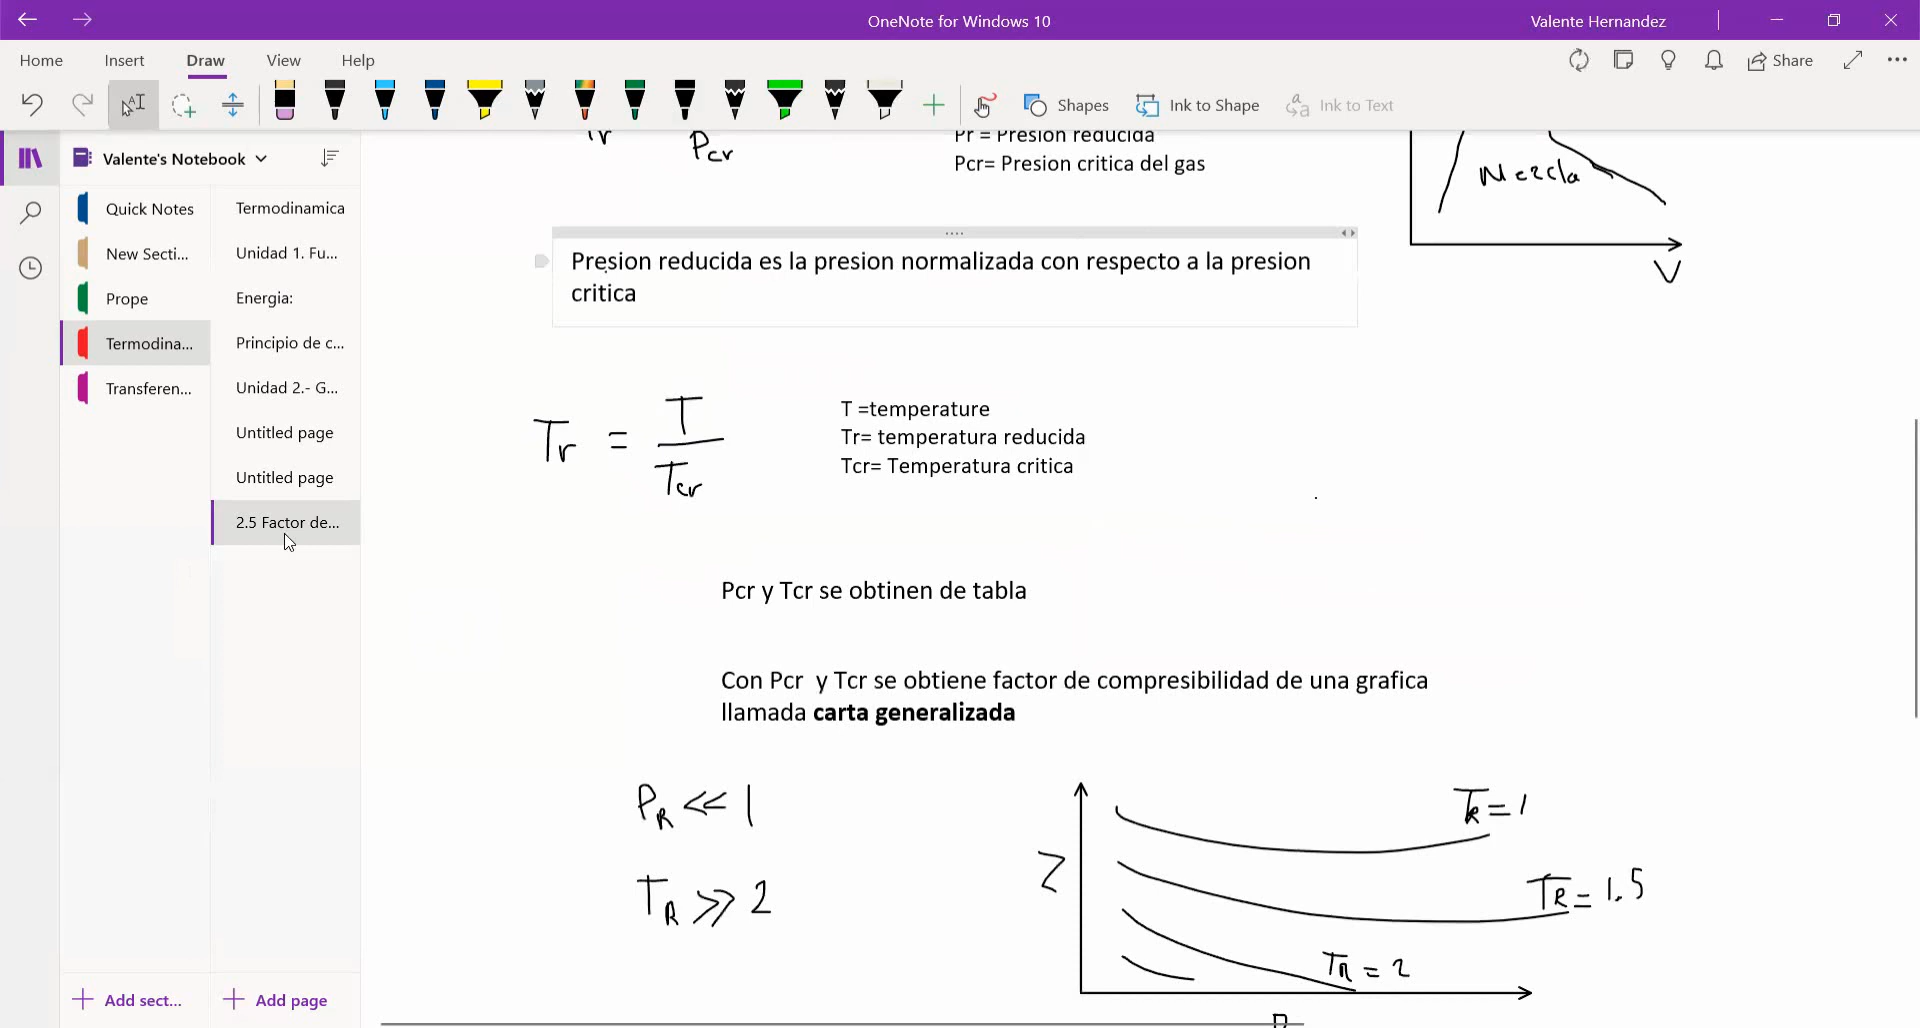 OneNote for Windows 10
Valente Hernandez
Home
Insert
Draw
View
Help
Share
Shapes
Ink to Shape
Ink to Text
Valente's Notebook
Quick Notes
New Secti...
Prope
Termodina...
Transferen...
Termodinamica
Unidad 1. Fu...
Energia:
Principio de c...
Unidad 2.- G...
Untitled page
Untitled page
2.5 Factor de...
Add sect...
Add page
Pcr
Pr = Presion reducida
Pcr= Presion critica del gas
Mezcla
V
Presion reducida es la presion normalizada con respecto a la presion
critica
Tr = T / Tcr
T =temperature
Tr= temperatura reducida
Tcr= Temperatura critica
Pcr y Tcr se obtinen de tabla
Con Pcr y Tcr se obtiene factor de compresibilidad de una grafica
llamada carta generalizada
PR << 1
TR >> 2
Z
TR = 1
TR = 1.5
TR = 2